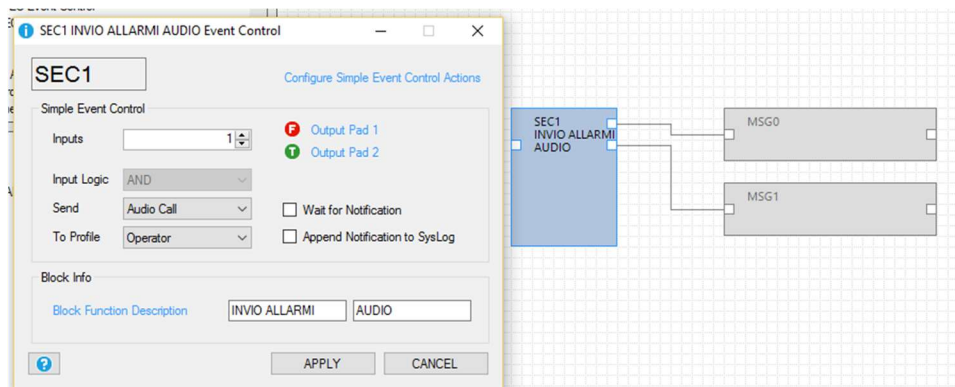 SEC1 INVIO ALLARMI AUDIO Event Control
SEC1
Configure Simple Event Control Actions
Simple Event Control
Inputs
1
F Output Pad 1
T Output Pad 2
Input Logic
AND
Send
Audio Call
Wait for Notification
To Profile
Operator
Append Notification to SysLog
Block Info
Block Function Description
INVIO ALLARMI
AUDIO
APPLY
CANCEL
SEC1
INVIO ALLARMI
AUDIO
MSG0
MSG1